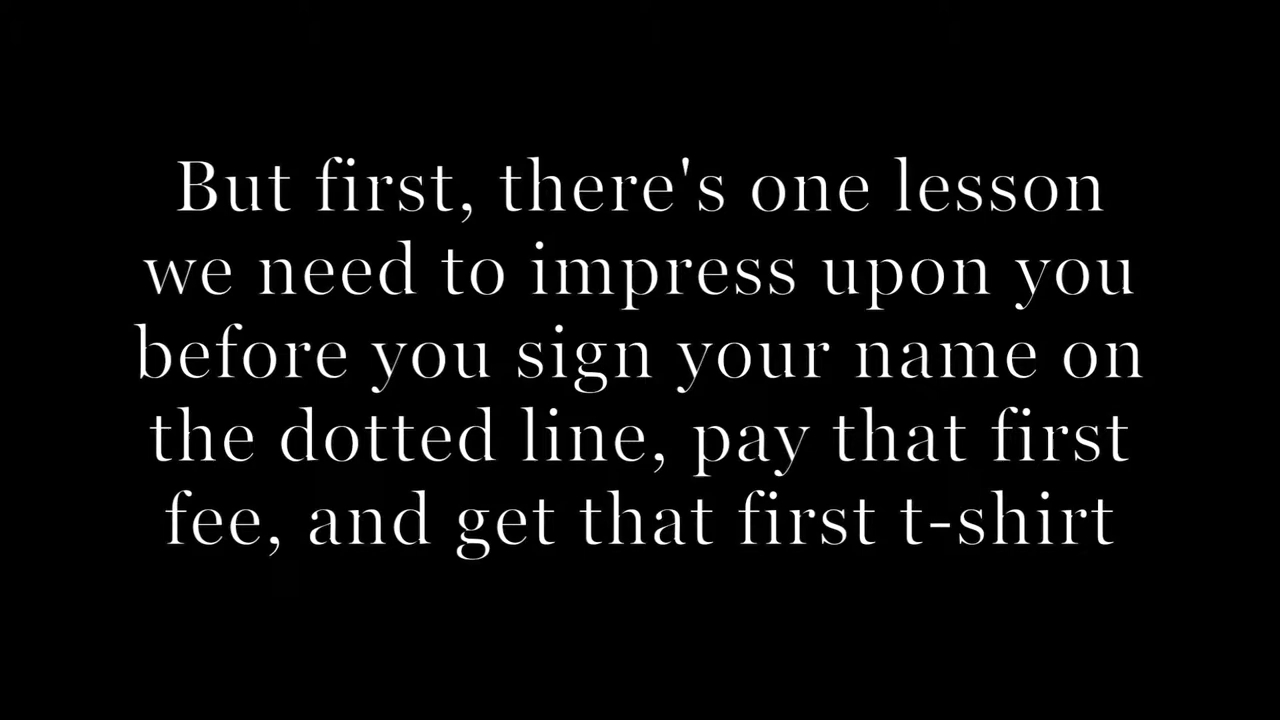 But first, there's one lesson
we need to impress upon you
before you sign your name on
the dotted line, pay that first
fee, and get that first t-shirt